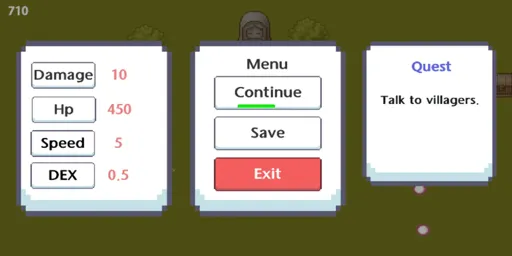 710
Damage 10
Hp 450
Speed 5
DEX 0.5
Menu
Continue
Save
Exit
Quest
Talk to villagers.